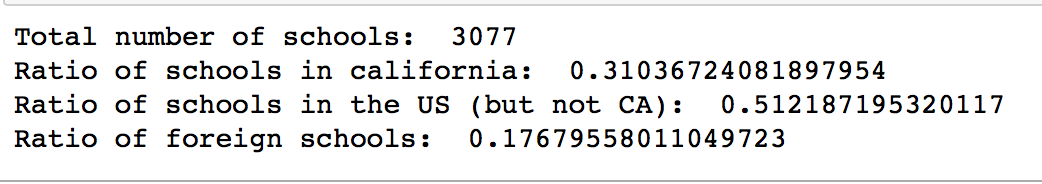 Total number of schools:  3077
Ratio of schools in california:  0.31036724081897954
Ratio of schools in the US (but not CA):  0.512187195320117
Ratio of foreign schools:  0.17679558011049723